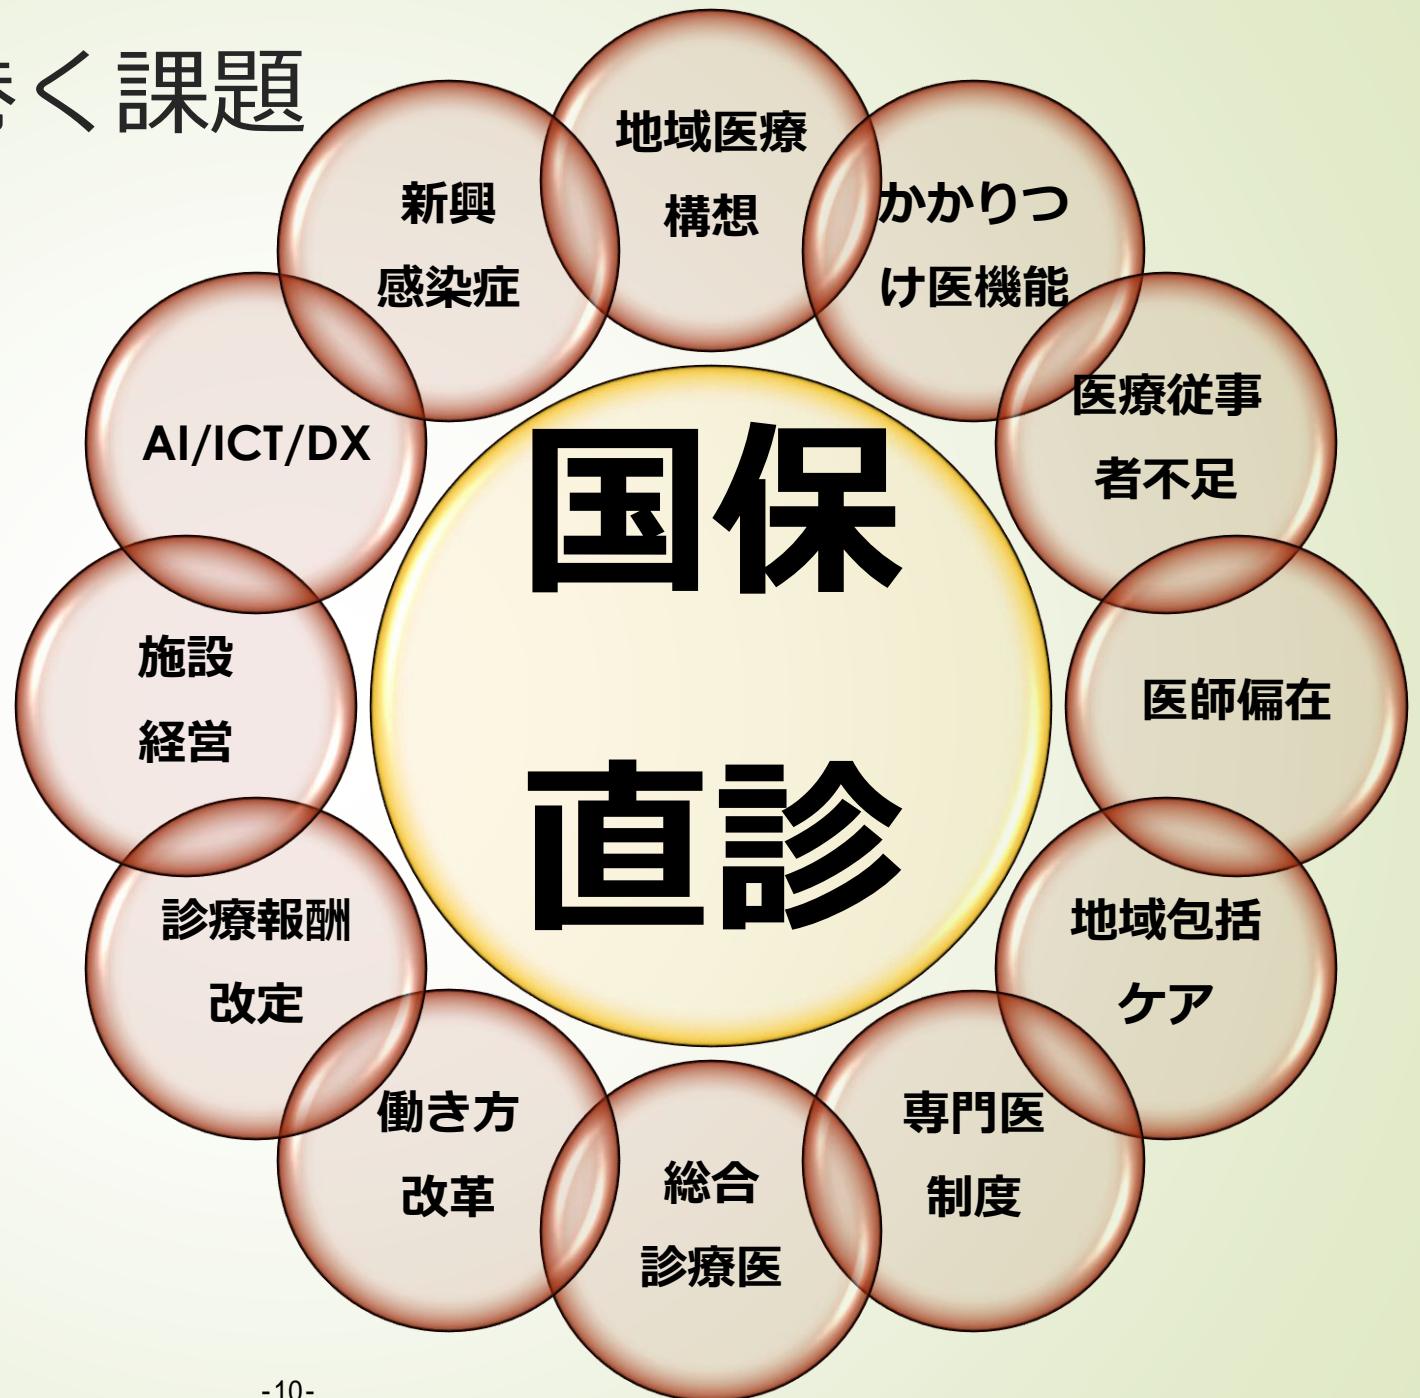 く課題
地域医療
構想
かかりつ
け医機能
医療従事
者不足
医師偏在
地域包括
ケア
専門医
制度
総合
診療医
働き方
改革
診療報酬
改定
施設
経営
AI/ICT/DX
新興
感染症
国保
直診
-10-